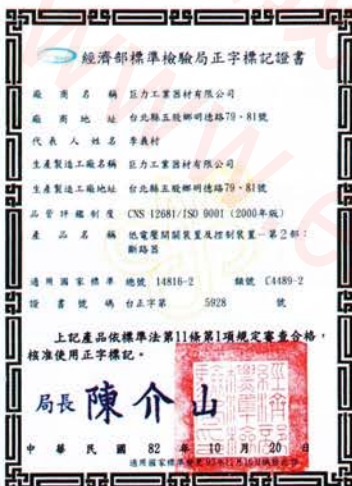 經濟部標準檢驗局正字標記證書
廠商名稱 巨力工業器材有限公司
廠商地址 台北縣五股鄉明德路79、81號
代表人姓名 李義村
生產製造工廠名稱 巨力工業器材有限公司
生產製造工廠地址 台北縣五股鄉明德路79、81號
品管評鑑制度 CNS 12681/ISO 9001 (2000年版)
產品名稱 低電壓開關裝置及控制裝置－第2部：
斷路器
適用國家標準 總號 14816-2 類號 C4489-2
證書號碼 台正字第 5928 號
上記產品依標準法第11條第1項規定審查合格，
核准使用正字標記。
局長 陳介山
中華民國 82 年 10 月 20 日